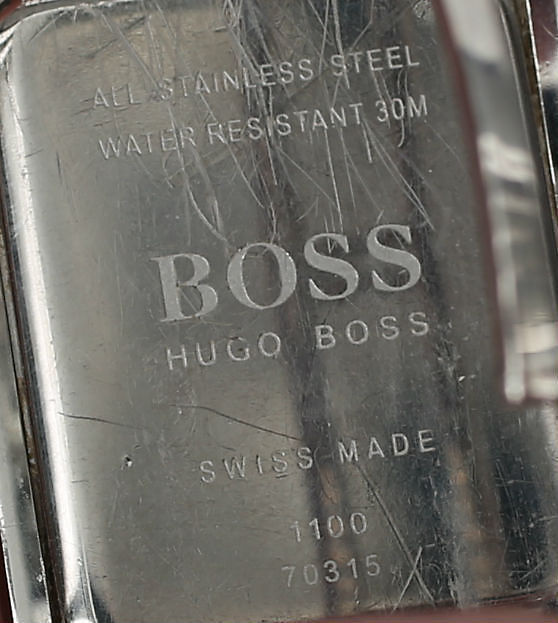 ALL STAINLESS STEEL
WATER RESISTANT 30M
BOSS
HUGO BOSS
SWISS MADE
1100
70315